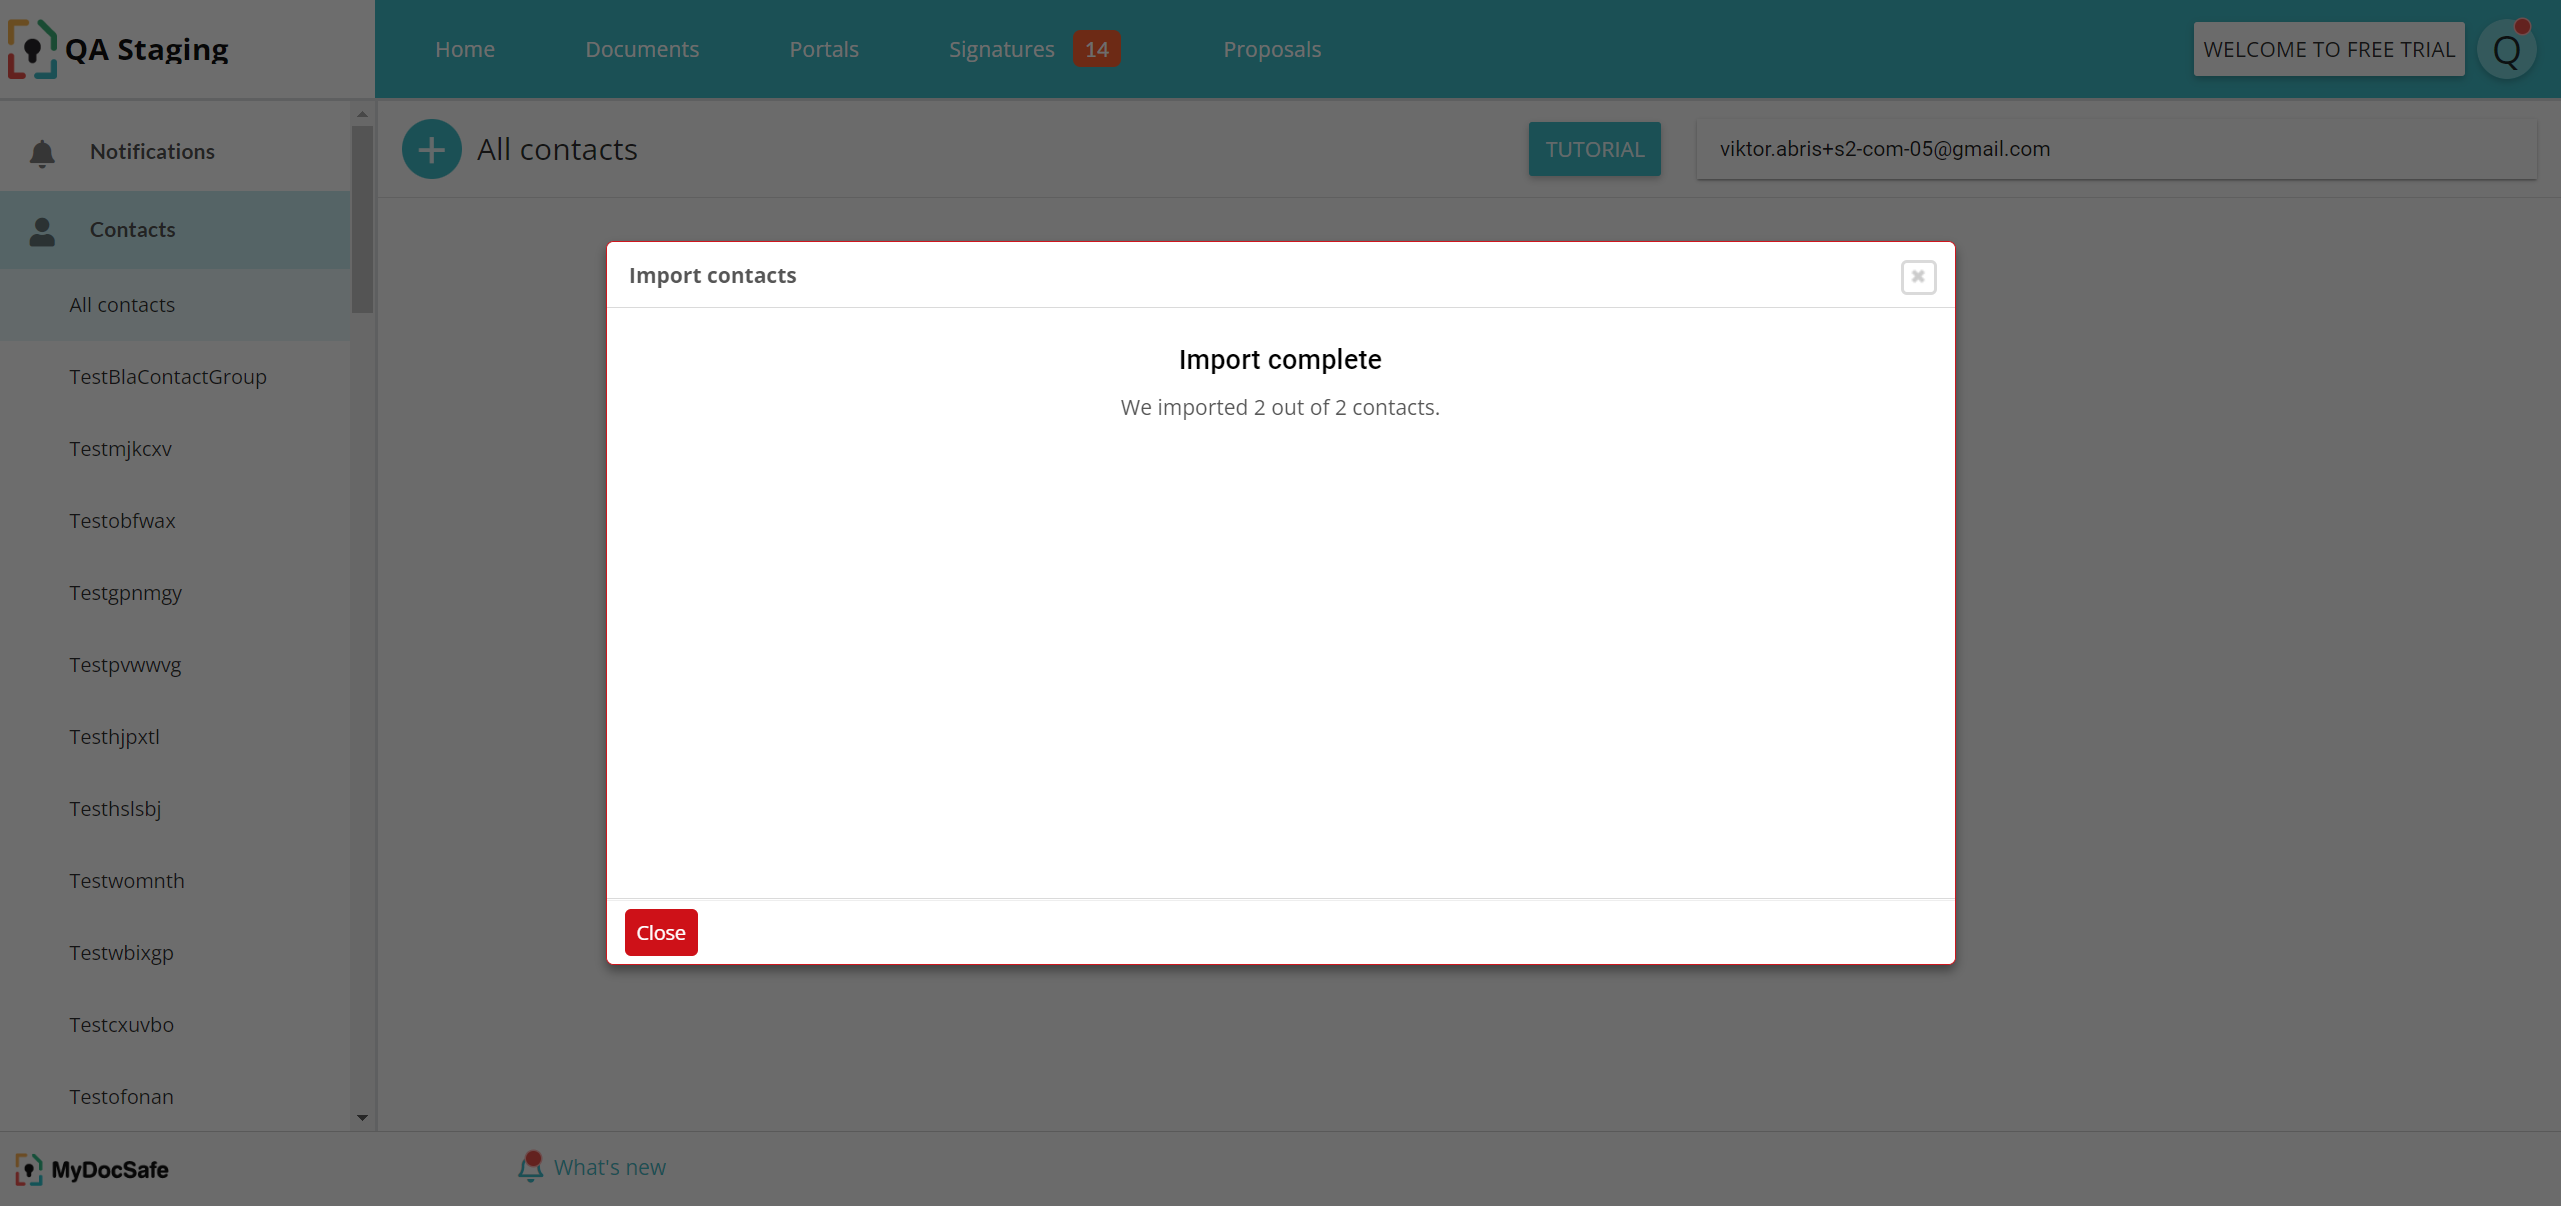 QA Staging
Home
Documents
Portals
Signatures 14
Proposals
WELCOME TO FREE TRIAL
Q
Notifications
Contacts
All contacts
TestBlaContactGroup
Testmjkcxv
Testobfwax
Testgpnmgy
Testpvwwvg
Testhjpxtl
Testhslsbj
Testwomnth
Testwbixgp
Testcxuvbo
Testofonan
All contacts
TUTORIAL
viktor.abris+s2-com-05@gmail.com
Import contacts
Import complete
We imported 2 out of 2 contacts.
Close
MyDocSafe
What's new